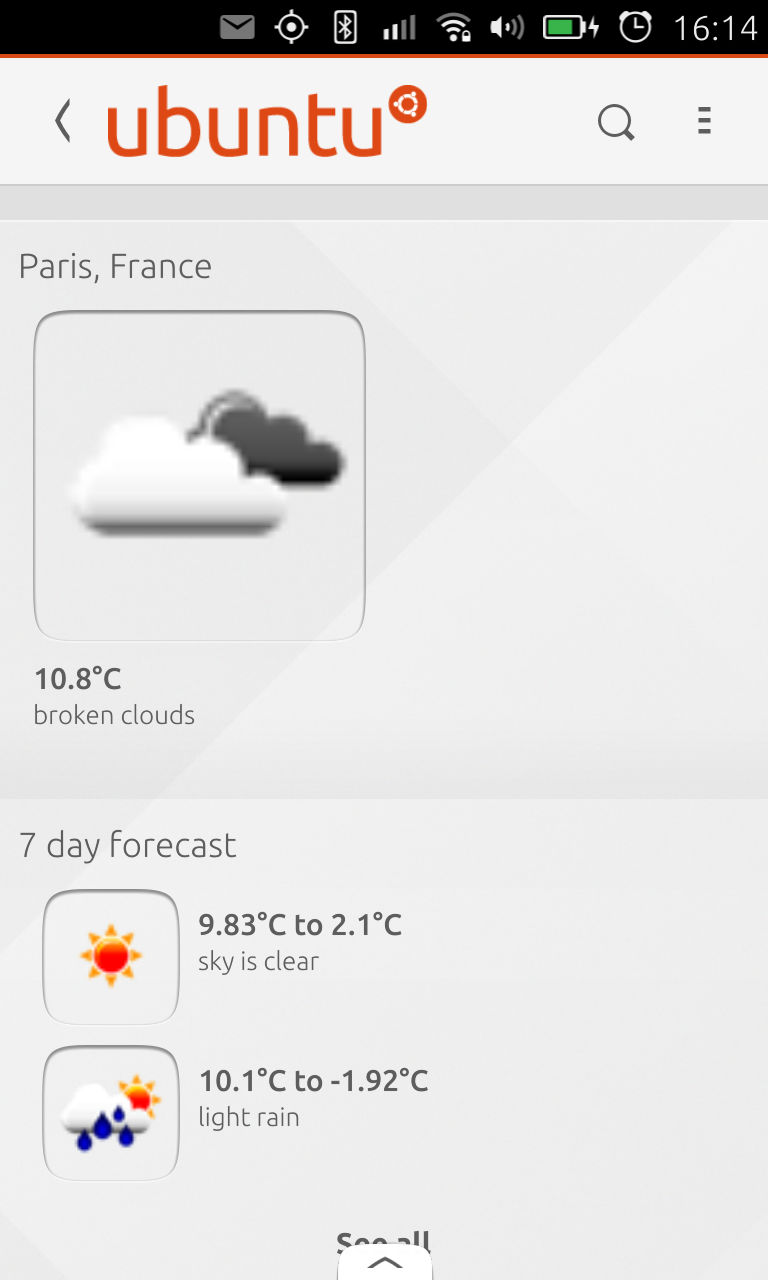 16:14
ubuntu
Paris, France
10.8°C
broken clouds
7 day forecast
9.83°C to 2.1°C
sky is clear
10.1°C to -1.92°C
light rain
See all